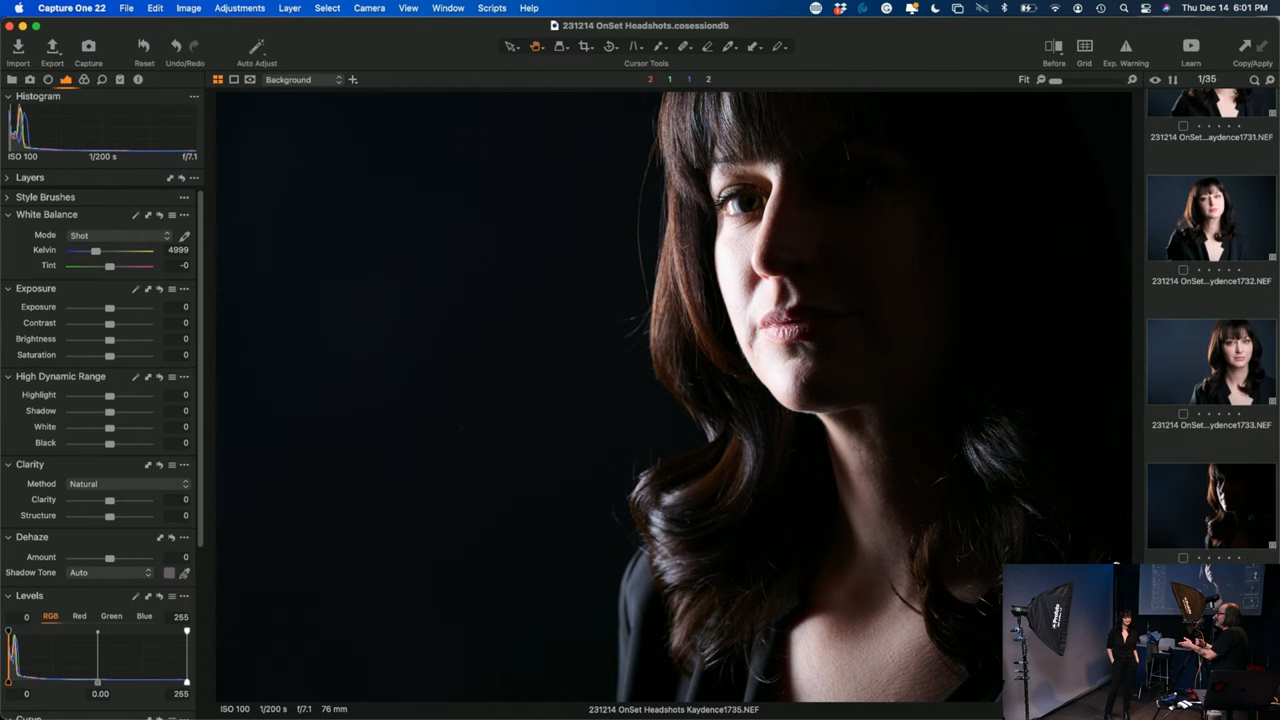 Capture One 22 File Edit Image Adjustments Layer Select Camera View Window Scripts Help Thu Dec 14 6:01 PM
231214 OnSet Headshots.cosessiondb
Import Export Capture Reset Undo/Redo Auto Adjust Cursor Tools Before Grid Exp. Warning Learn Copy/Apply
Background 2 1 1 2 Fit 1/35
Histogram
ISO 100 1/200 s f/7.1
Layers
Style Brushes
White Balance
Mode Shot
Kelvin 4999
Tint -0
Exposure
Exposure 0
Contrast 0
Brightness 0
Saturation 0
High Dynamic Range
Highlight 0
Shadow 0
White 0
Black 0
Clarity
Method Natural
Clarity 0
Structure 0
Dehaze
Amount 0
Shadow Tone Auto
Levels
0 RGB Red Green Blue 255
0 0.00 255
Curve
ISO 100 1/200 s f/7.1 76 mm
231214 OnSet Headshots Kaydence1735.NEF
231214 OnSet...aydence1731.NEF
231214 OnSet...ydence1732.NEF
231214 OnSet...ydence1733.NEF
Profoto